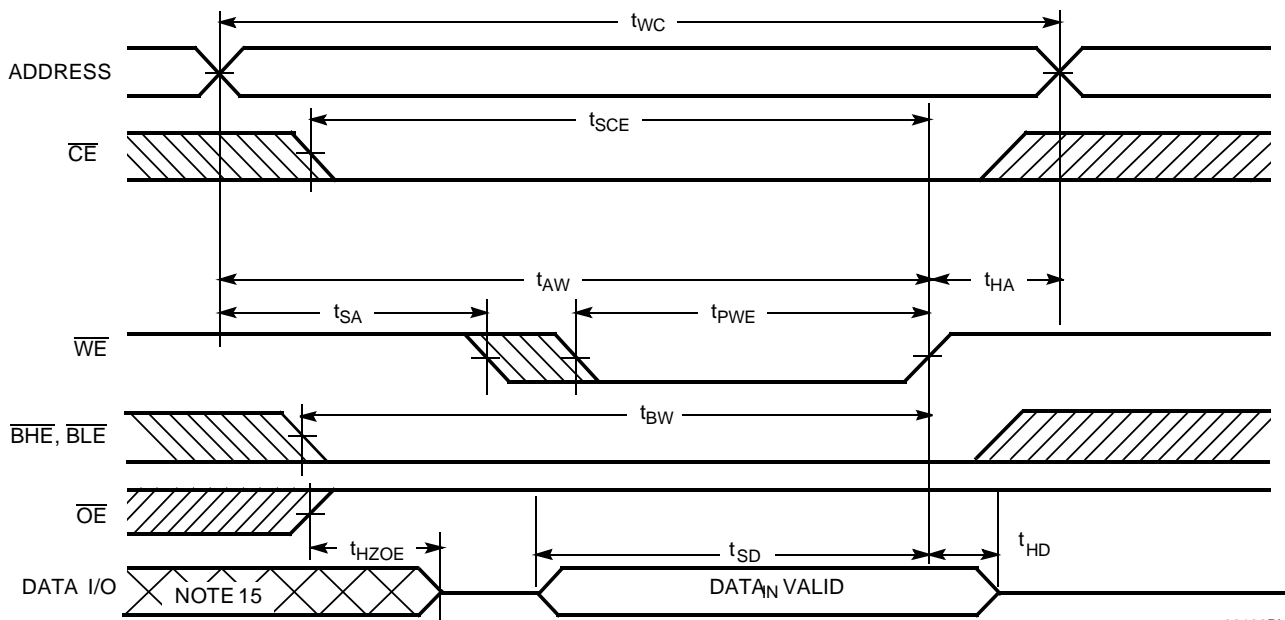 tWC
ADDRESS
tSCE
CE
tAW
tHA
tSA
tPWE
WE
tBW
BHE, BLE
OE
tHZOE
tSD
tHD
DATA I/O
NOTE 15
DATAIN VALID